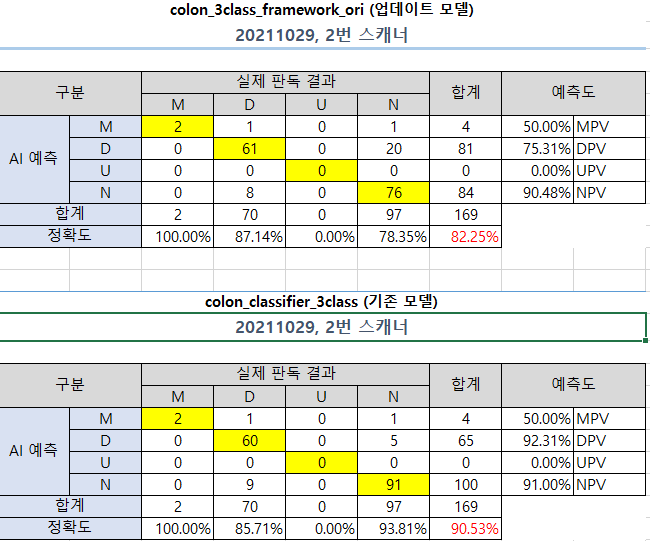 colon_3class_framework_ori (업데이트 모델)
20211029, 2번 스캐너
구분 실제 판독 결과 합계 예측도
M D U N
AI 예측 M 2 1 0 1 4 50.00% MPV
D 0 61 0 20 81 75.31% DPV
U 0 0 0 0 0 0.00% UPV
N 0 8 0 76 84 90.48% NPV
합계 2 70 0 97 169
정확도 100.00% 87.14% 0.00% 78.35% 82.25%
colon_classifier_3class (기존 모델)
20211029, 2번 스캐너
구분 실제 판독 결과 합계 예측도
M D U N
AI 예측 M 2 1 0 1 4 50.00% MPV
D 0 60 0 5 65 92.31% DPV
U 0 0 0 0 0 0.00% UPV
N 0 9 0 91 100 91.00% NPV
합계 2 70 0 97 169
정확도 100.00% 85.71% 0.00% 93.81% 90.53%